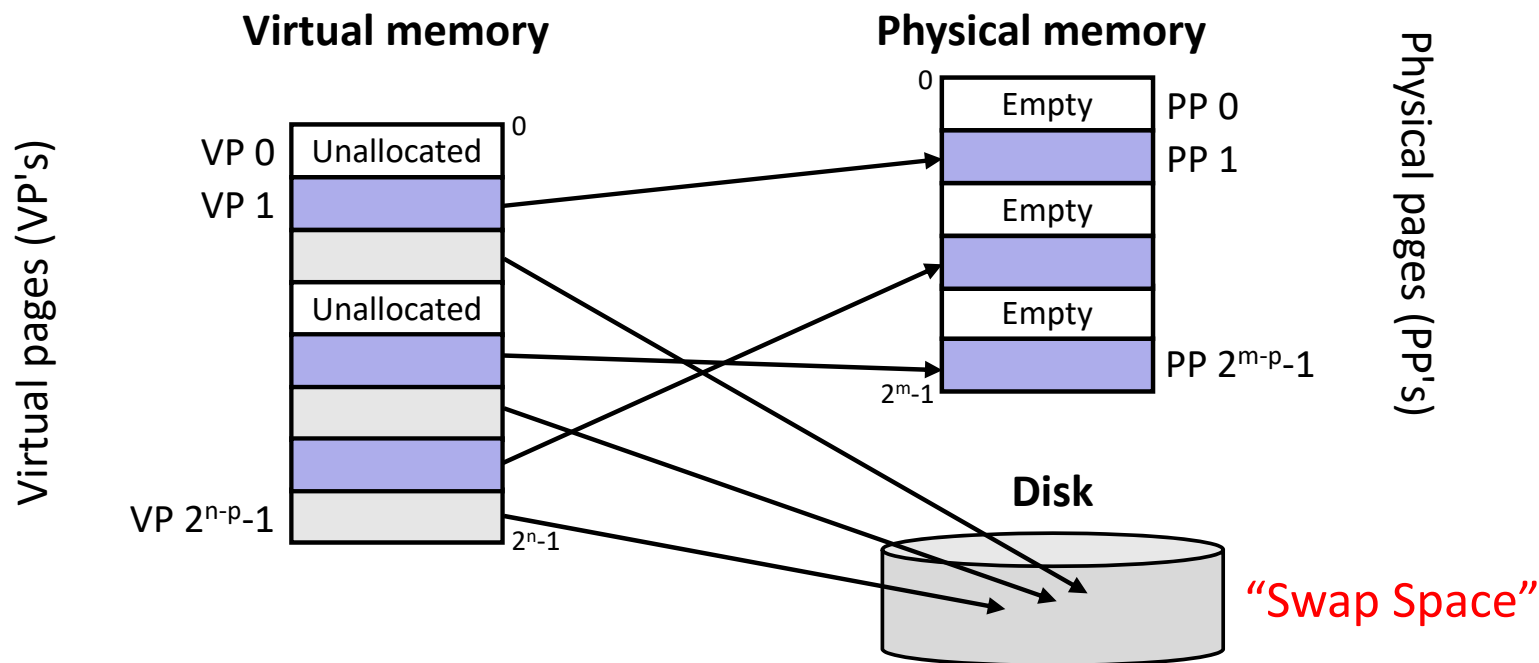 Virtual memory
Physical memory
Virtual pages (VP's)
Physical pages (PP's)
0
VP 0
Unallocated
VP 1
Unallocated
VP 2ⁿ⁻ᵖ-1
2ⁿ-1
0
Empty
PP 0
PP 1
Empty
Empty
PP 2ᵐ⁻ᵖ-1
2ᵐ-1
Disk
“Swap Space”